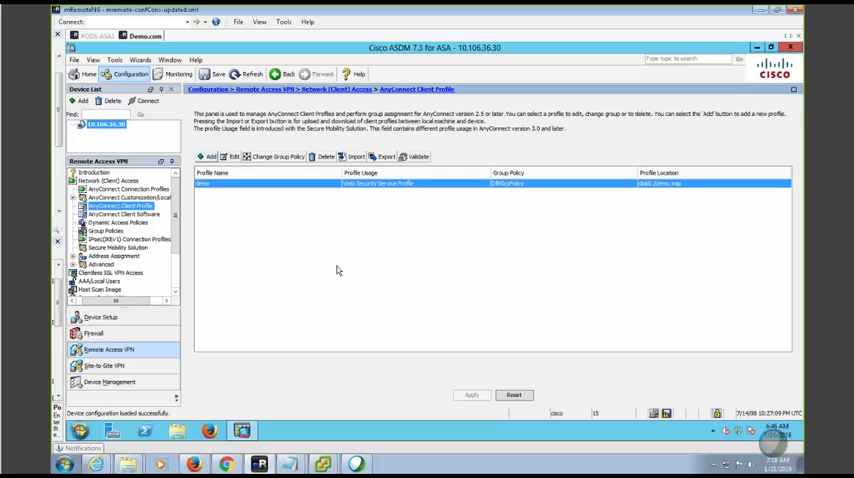 mRemoteNG - mremote-confCons-updated.xml
Connect: File View Tools Help
POD5-ASA1 Demo.com
Cisco ASDM 7.3 for ASA - 10.106.36.30
File View Tools Wizards Window Help
Type topic to search Go
Home Configuration Monitoring Save Refresh Back Forward Help
CISCO
Device List
Add Delete Connect
Find: Go
10.106.36.30
Remote Access VPN
Introduction
Network (Client) Access
AnyConnect Connection Profiles
AnyConnect Customization/Local
AnyConnect Client Profile
AnyConnect Client Software
Dynamic Access Policies
Group Policies
IPsec(IKEv1) Connection Profiles
Secure Mobility Solution
Address Assignment
Advanced
Clientless SSL VPN Access
AAA/Local Users
Host Scan Image
Device Setup
Firewall
Remote Access VPN
Site-to-Site VPN
Device Management
Configuration > Remote Access VPN > Network (Client) Access > AnyConnect Client Profile
This panel is used to manage AnyConnect Client Profiles and perform group assignment for AnyConnect version 2.5 or later. You can select a profile to edit, change group or to delete. You can select the 'Add' button to add a new profile.
Pressing the Import or Export button is for upload and download of client profiles between local machine and device.
The profile Usage field is introduced with the Secure Mobility Solution. This field contains different profile usage in AnyConnect version 3.0 and later.
Add Edit Change Group Policy Delete Import Export Validate
Profile Name Profile Usage Group Policy Profile Location
demo Web Security Service Profile DfltGrpPolicy disk0:/demo.wsp
Apply Reset
Device configuration loaded successfully. cisco 15 7/14/08 10:27:09 PM UTC
6:46 AM
1/21/2016
Notifications
7:18 AM
1/21/2016